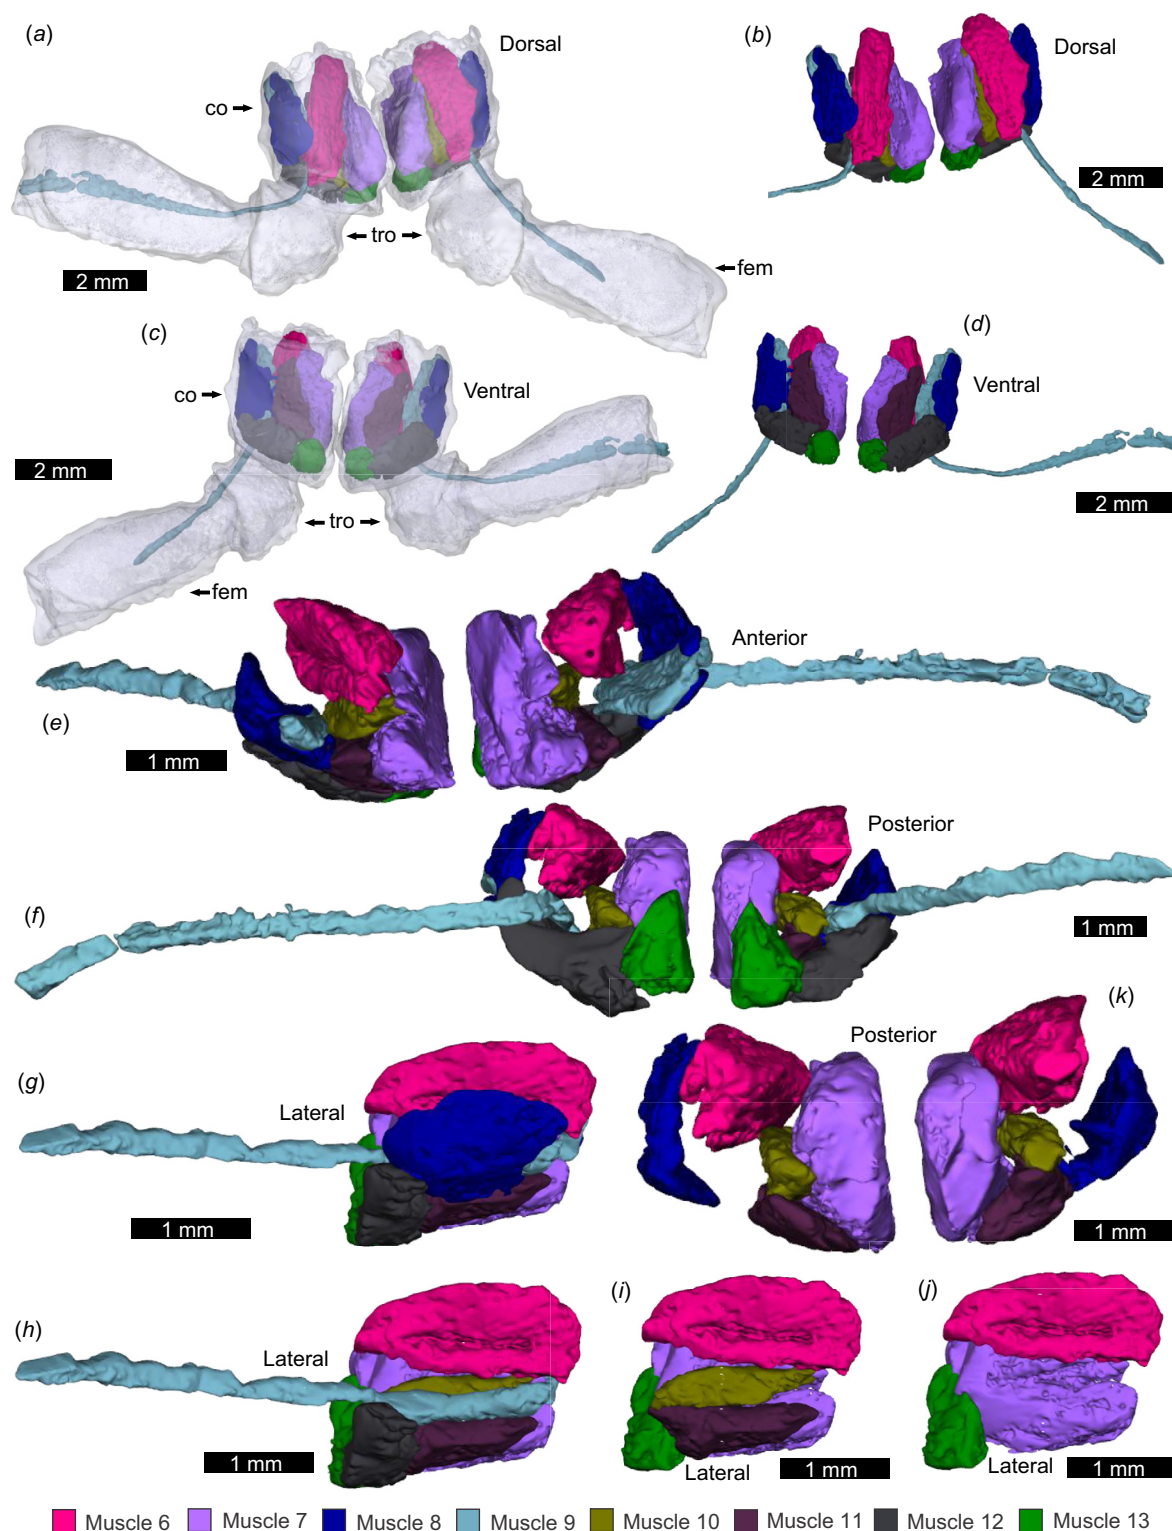 (a)
Dorsal
(b)
Dorsal
co
tro
fem
2 mm
2 mm
(c)
(d)
co
Ventral
Ventral
2 mm
2 mm
tro
fem
Anterior
(e)
1 mm
Posterior
(f)
1 mm
(k)
Posterior
(g)
Lateral
1 mm
1 mm
(h)
Lateral
(i)
(j)
1 mm
Lateral
1 mm
Lateral
1 mm
Muscle 6 Muscle 7 Muscle 8 Muscle 9 Muscle 10 Muscle 11 Muscle 12 Muscle 13